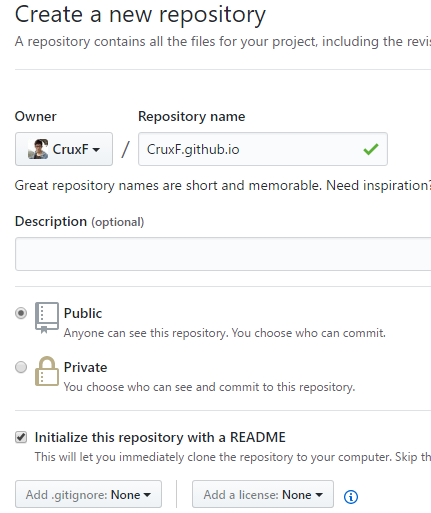 Create a new repository
A repository contains all the files for your project, including the revis
Owner Repository name
CruxF / CruxF.github.io
Great repository names are short and memorable. Need inspiration?
Description (optional)
Public
Anyone can see this repository. You choose who can commit.
Private
You choose who can see and commit to this repository.
Initialize this repository with a README
This will let you immediately clone the repository to your computer. Skip th
Add .gitignore: None Add a license: None